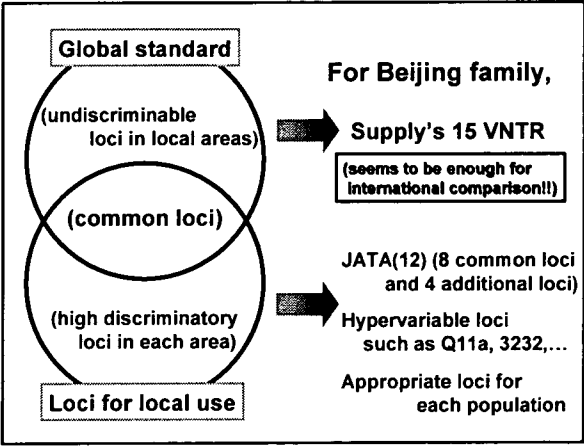 Global standard
(undiscriminable
loci in local areas)
(common loci)
(high discriminatory
loci in each area)
Loci for local use
For Beijing family,
Supply's 15 VNTR
(seems to be enough for
international comparison!!)
JATA(12) (8 common loci
and 4 additional loci)
Hypervariable loci
such as Q11a, 3232,...
Appropriate loci for
each population